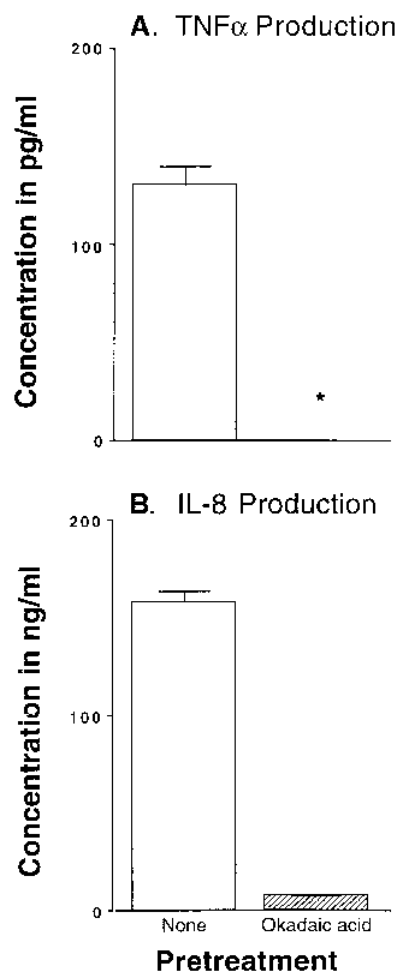 A. TNFα Production
Concentration in pg/ml
200
100
*
0
B. IL-8 Production
Concentration in ng/ml
200
100
0
None Okadaic acid
Pretreatment